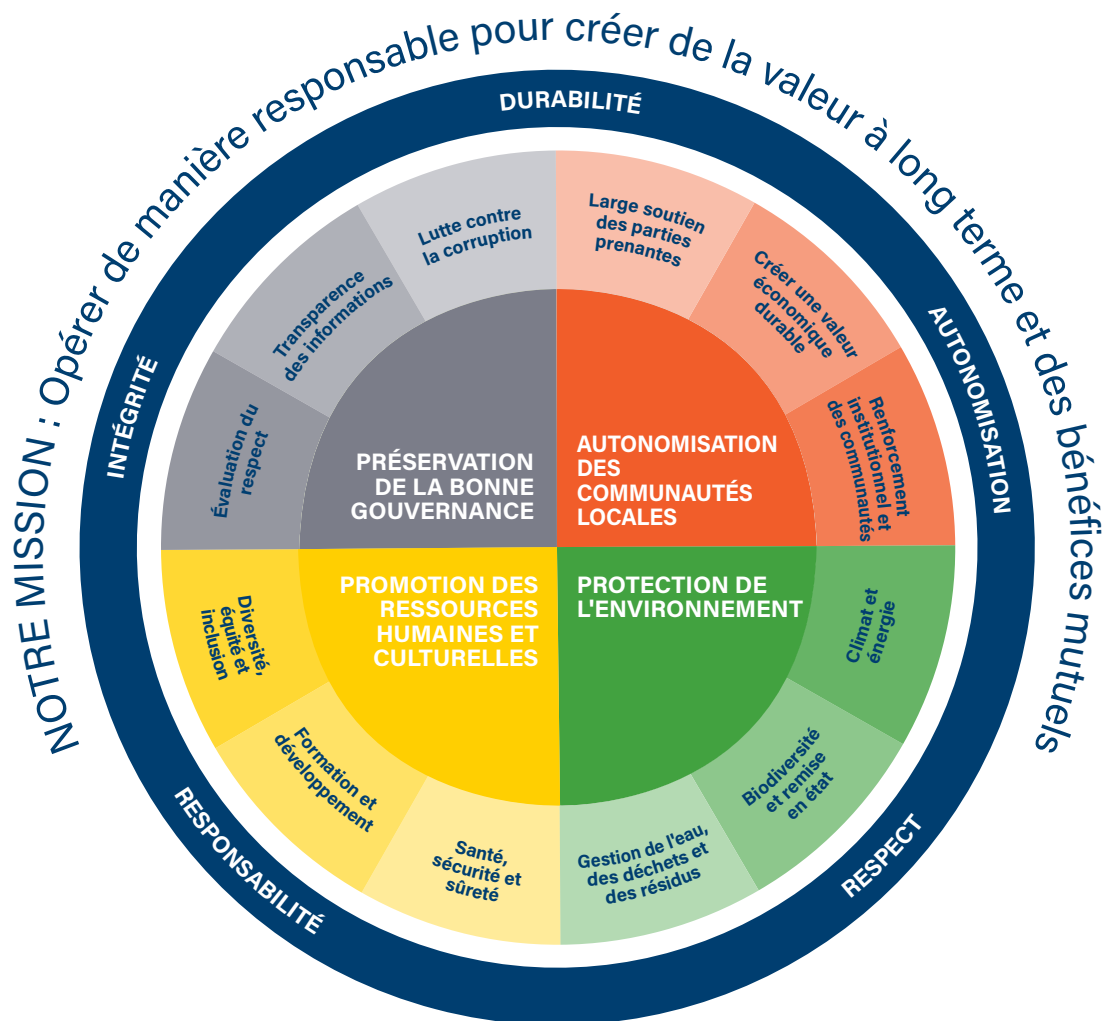 NOTRE MISSION : Opérer de manière responsable pour créer de la valeur à long terme et des bénéfices mutuels
DURABILITÉ
AUTONOMISATION
RESPECT
RESPONSABILITÉ
INTÉGRITÉ
Lutte contre
la corruption
Transparence
des informations
Évaluation du
respect
PRÉSERVATION
DE LA BONNE
GOUVERNANCE
Large soutien
des parties
prenantes
Créer une valeur
économique
durable
Renforcement
institutionnel et
des communautés
AUTONOMISATION
DES
COMMUNAUTÉS
LOCALES
PROMOTION DES
RESSOURCES
HUMAINES ET
CULTURELLES
Diversité,
équité et
inclusion
Formation et
développement
Santé,
sécurité et
sûreté
PROTECTION DE
L'ENVIRONNEMENT
Climat et
énergie
Biodiversité
et remise
en état
Gestion de l'eau,
des déchets et
des résidus